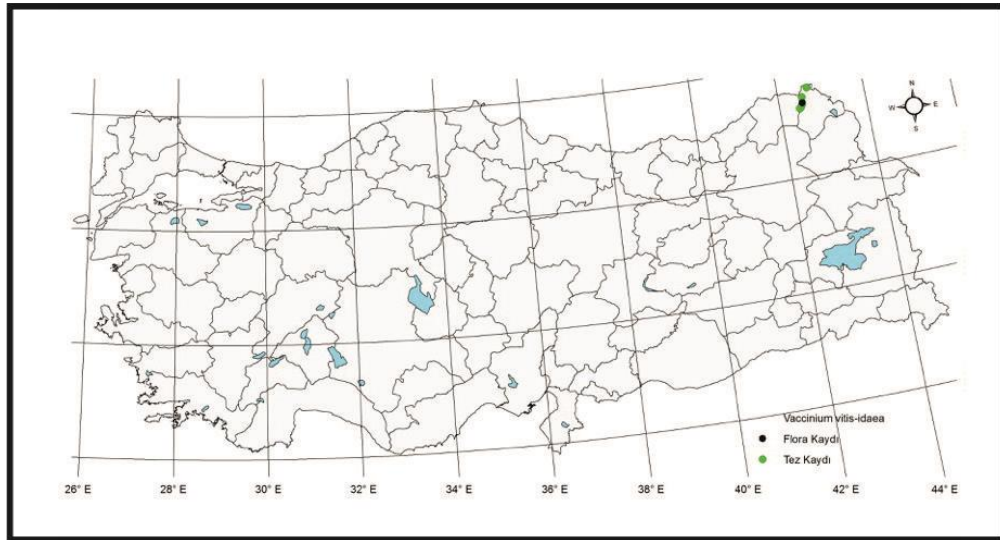 N
W E
S
Vaccinium vitis-idaea
Flora Kaydı
Tez Kaydı
26° E 28° E 30° E 32° E 34° E 36° E 38° E 40° E 42° E 44° E